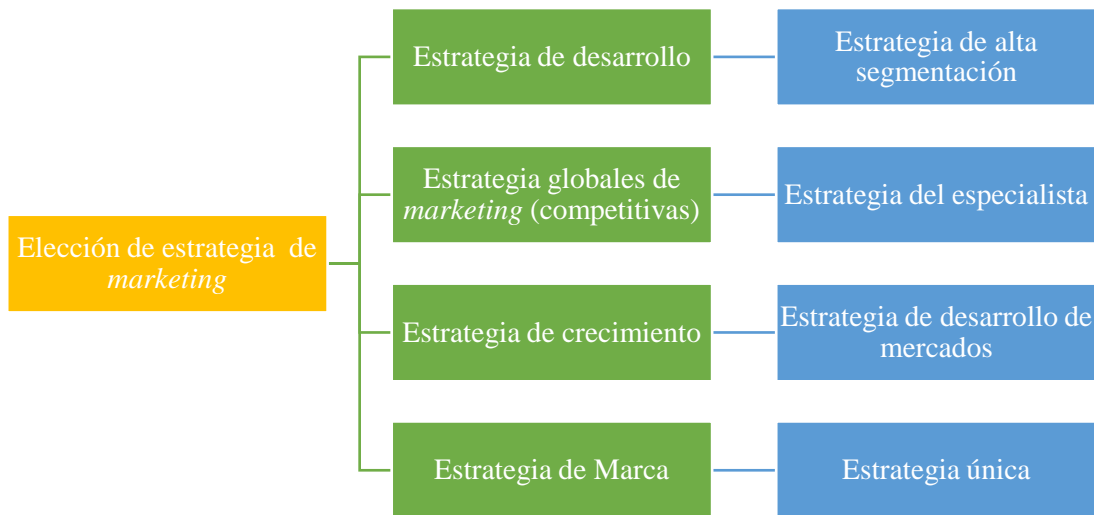 Elección de estrategia de
marketing
Estrategia de desarrollo
Estrategia de alta
segmentación
Estrategia globales de
marketing (competitivas)
Estrategia del especialista
Estrategia de crecimiento
Estrategia de desarrollo de
mercados
Estrategia de Marca
Estrategia única